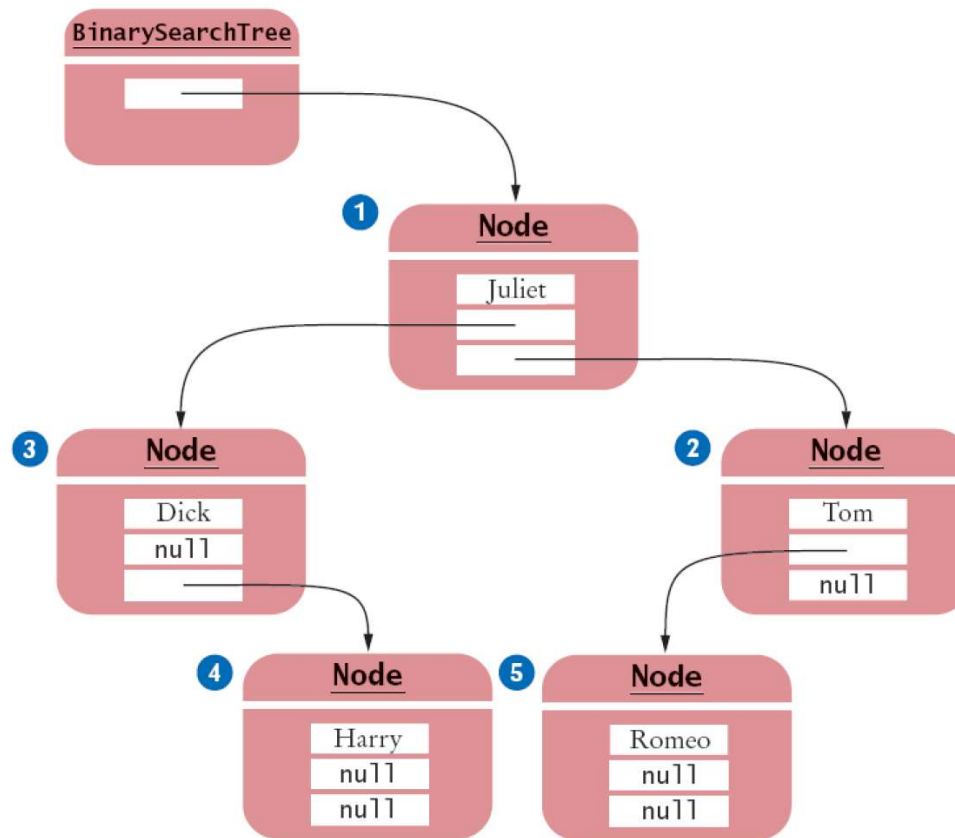 BinarySearchTree
1
Node
Juliet
3
Node
Dick
null
2
Node
Tom
null
4
Node
Harry
null
null
5
Node
Romeo
null
null